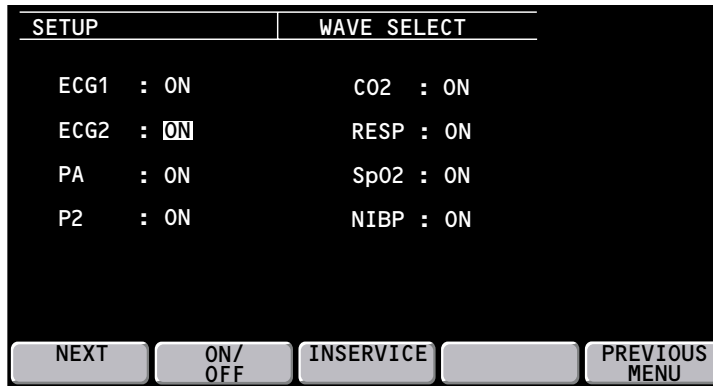 SETUP WAVE SELECT
ECG1 : ON CO2 : ON
ECG2 : ON RESP : ON
PA : ON SpO2 : ON
P2 : ON NIBP : ON
NEXT ON/ INSERVICE PREVIOUS
OFF MENU